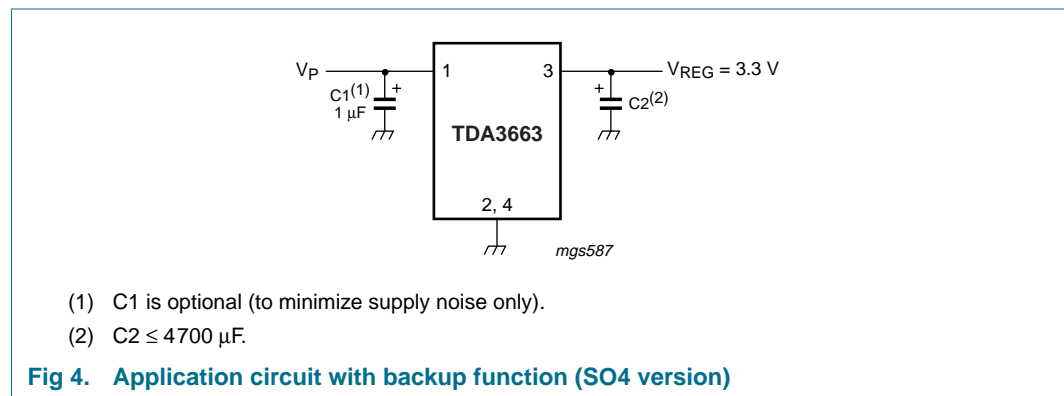 VP
1
3
VREG = 3.3 V
C1(1)
1 μF
+
+
C2(2)
TDA3663
2, 4
mgs587
(1) C1 is optional (to minimize supply noise only).
(2) C2 ≤ 4700 μF.
Fig 4. Application circuit with backup function (SO4 version)